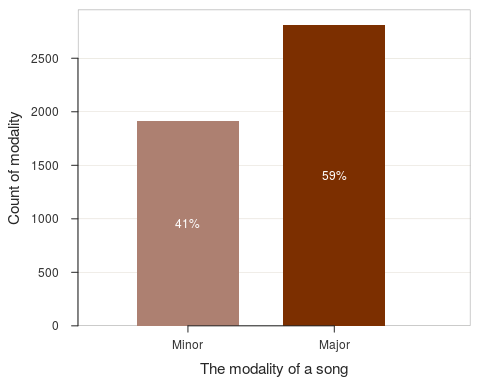 Count of modality
2500
2000
1500
1000
500
0
59%
41%
Minor
Major
The modality of a song